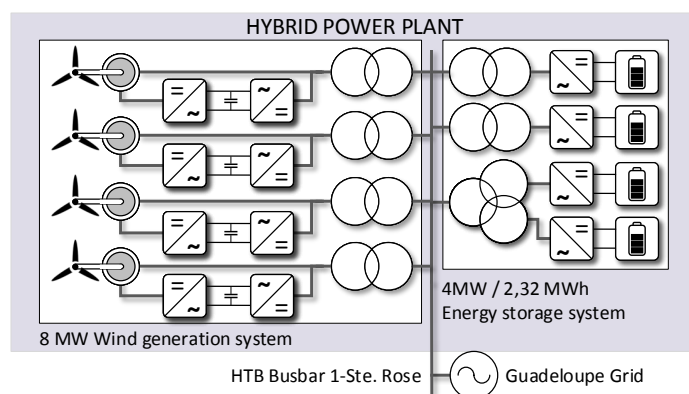 HYBRID POWER PLANT
4MW / 2,32 MWh
Energy storage system
8 MW Wind generation system
HTB Busbar 1-Ste. Rose
Guadeloupe Grid